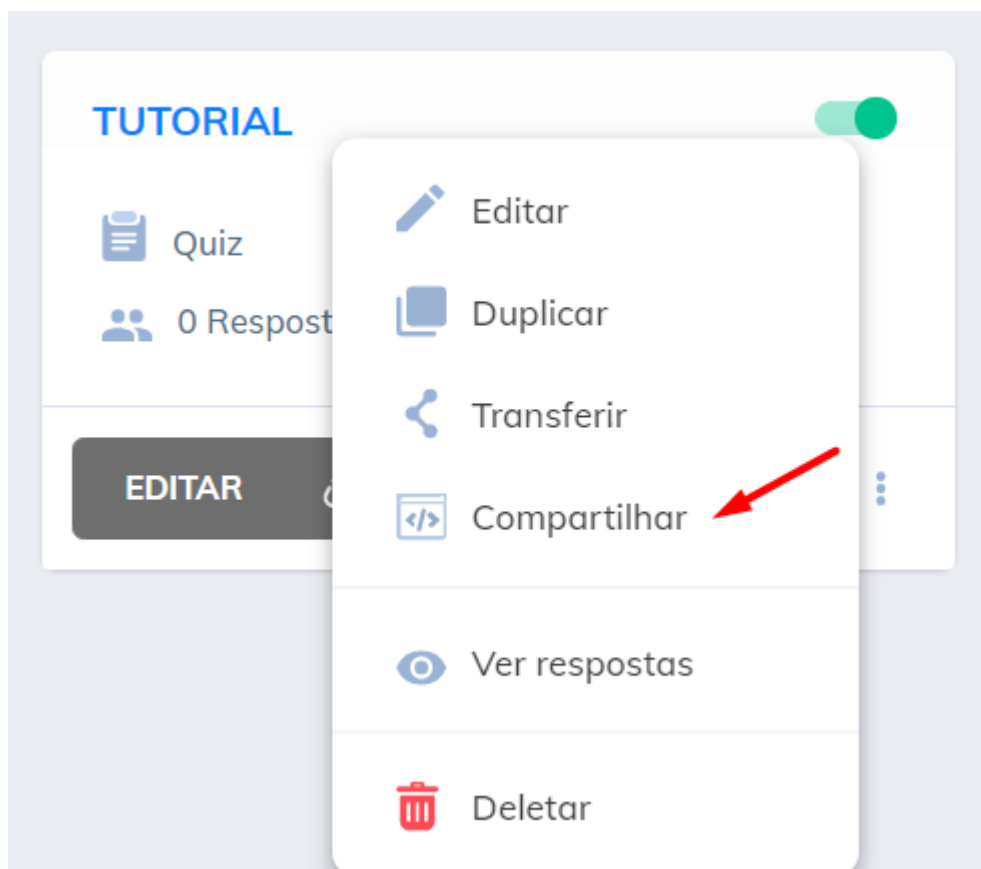 TUTORIAL
Quiz
0 Respost
EDITAR
Editar
Duplicar
Transferir
Compartilhar
Ver respostas
Deletar